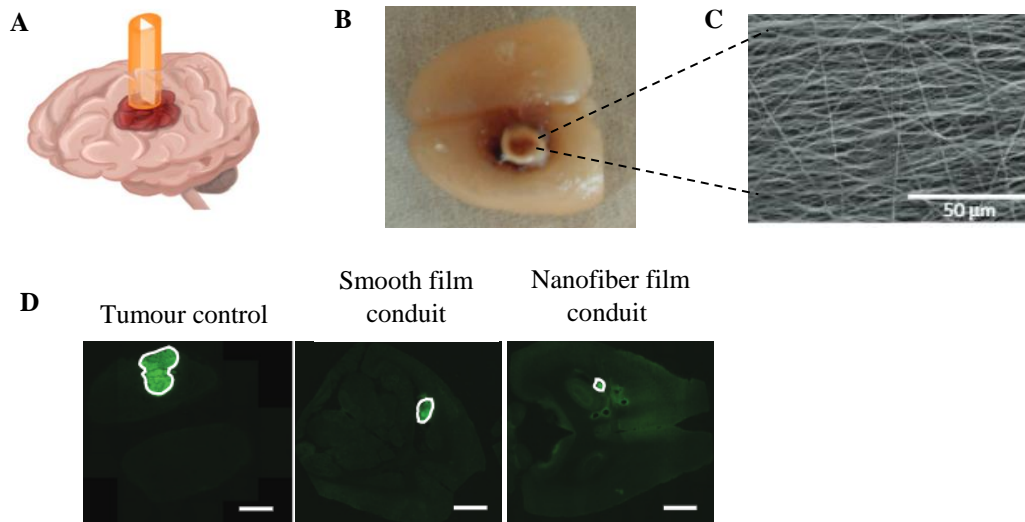 A
B
C
50 µm
D
Tumour control
Smooth film
conduit
Nanofiber film
conduit